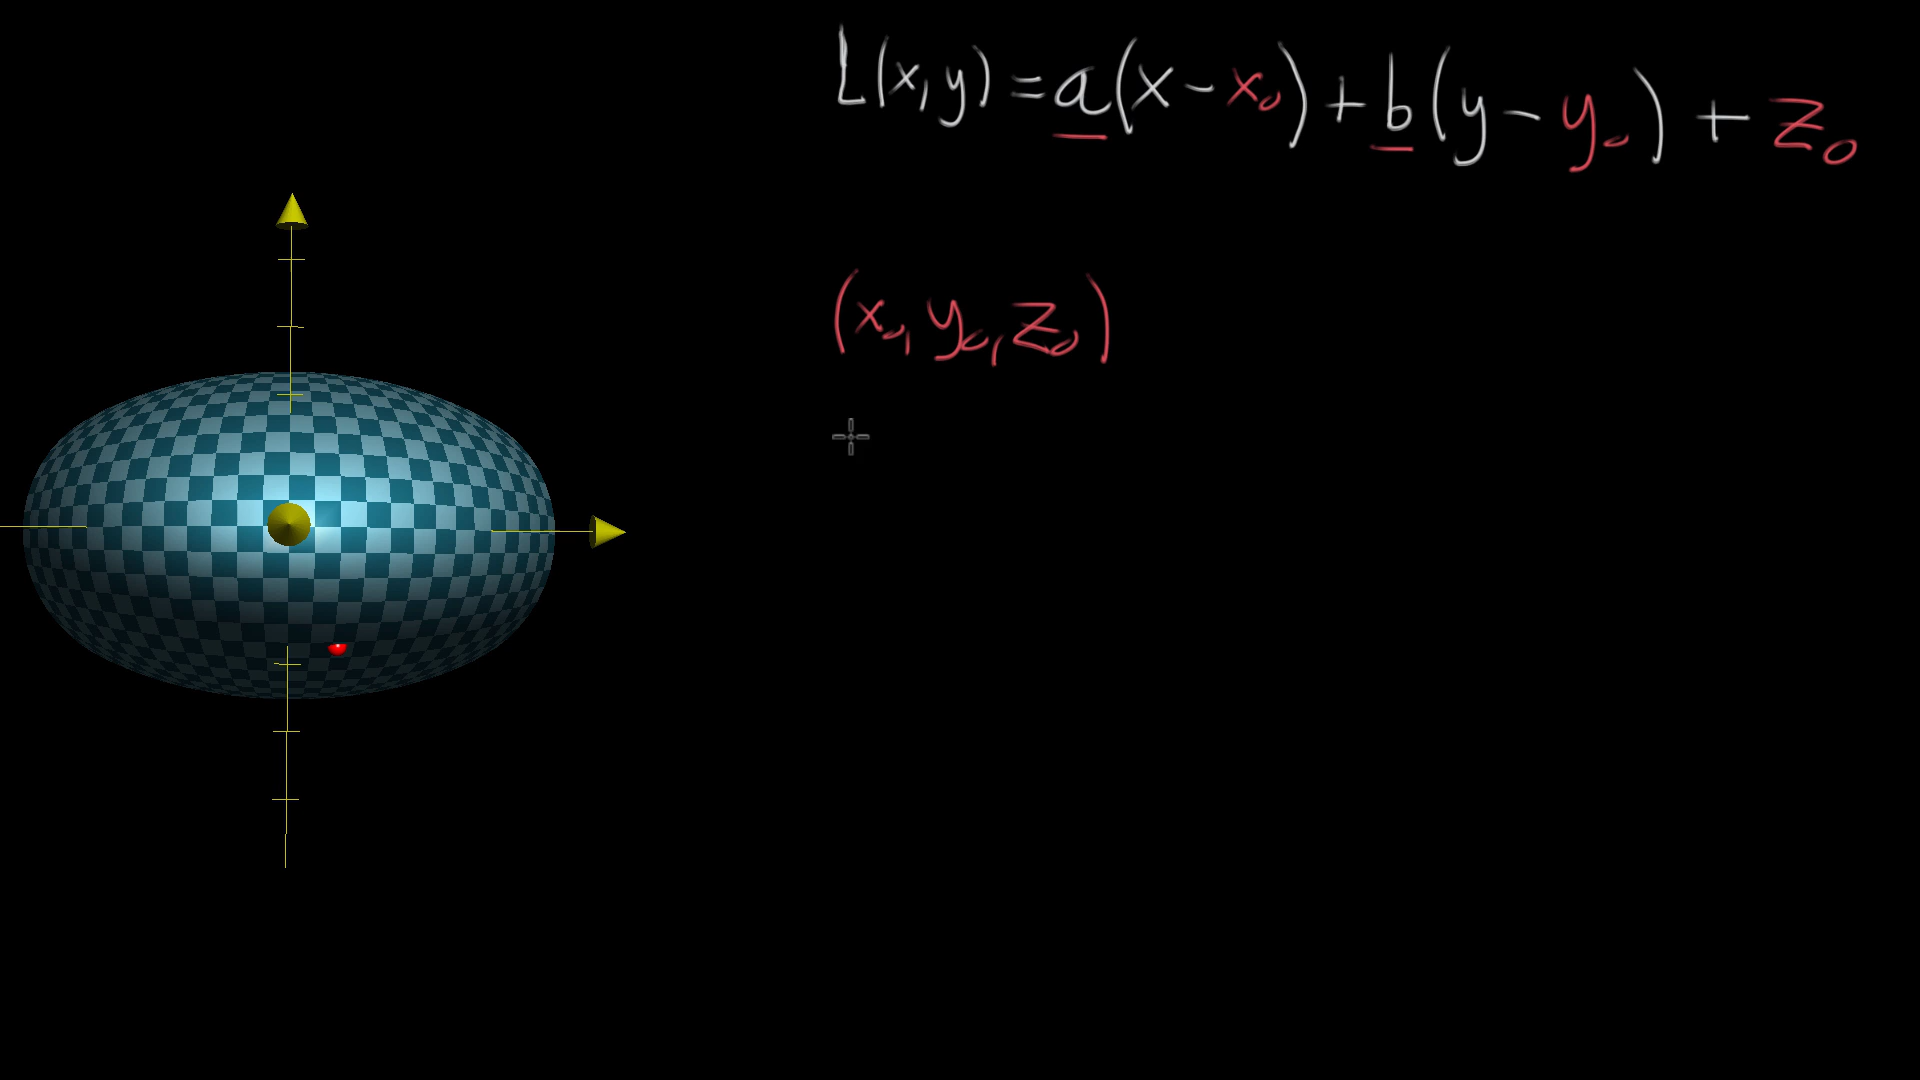 L(x,y) = a(x - x₀) + b(y - y₀) + z₀
(x₀, y₀, z₀)